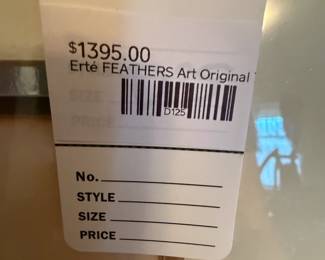 $1395.00
Erté FEATHERS Art Original
D125
No.
STYLE
SIZE
PRICE